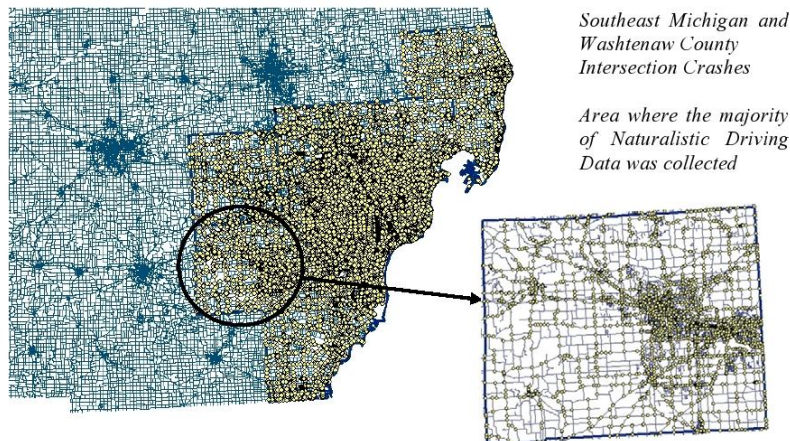 Southeast Michigan and
Washtenaw County
Intersection Crashes
Area where the majority
of Naturalistic Driving
Data was collected